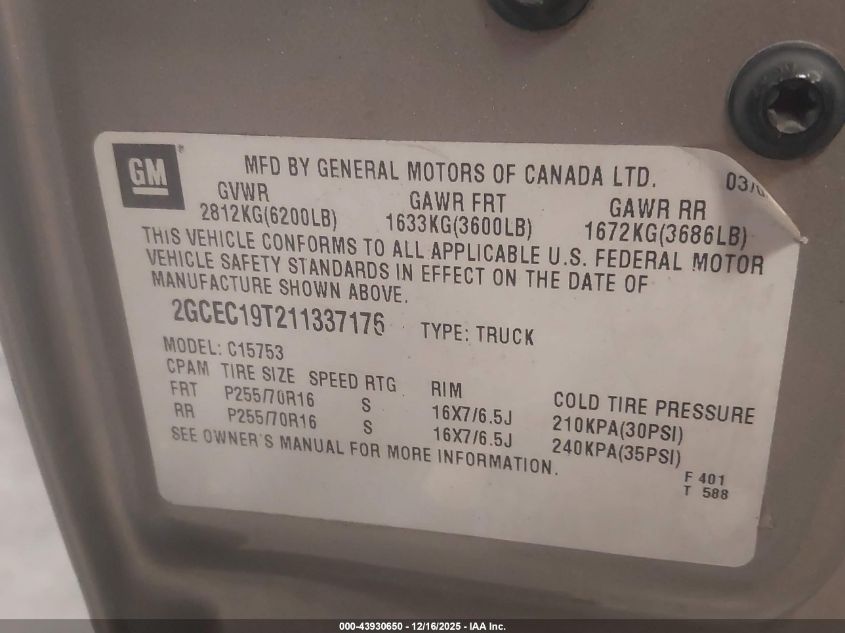 GM
MFD BY GENERAL MOTORS OF CANADA LTD. 03/0
GVWR GAWR FRT GAWR RR
2812KG(6200LB) 1633KG(3600LB) 1672KG(3686LB)
THIS VEHICLE CONFORMS TO ALL APPLICABLE U.S. FEDERAL MOTOR
VEHICLE SAFETY STANDARDS IN EFFECT ON THE DATE OF
MANUFACTURE SHOWN ABOVE.
2GCEC19T211337176 TYPE: TRUCK
MODEL: C15753
CPAM TIRE SIZE SPEED RTG RIM COLD TIRE PRESSURE
FRT P255/70R16 S 16X7/6.5J 210KPA(30PSI)
RR P255/70R16 S 16X7/6.5J 240KPA(35PSI)
SEE OWNER'S MANUAL FOR MORE INFORMATION.
F 401
T 588
000-43930650 - 12/16/2025 - IAA Inc.